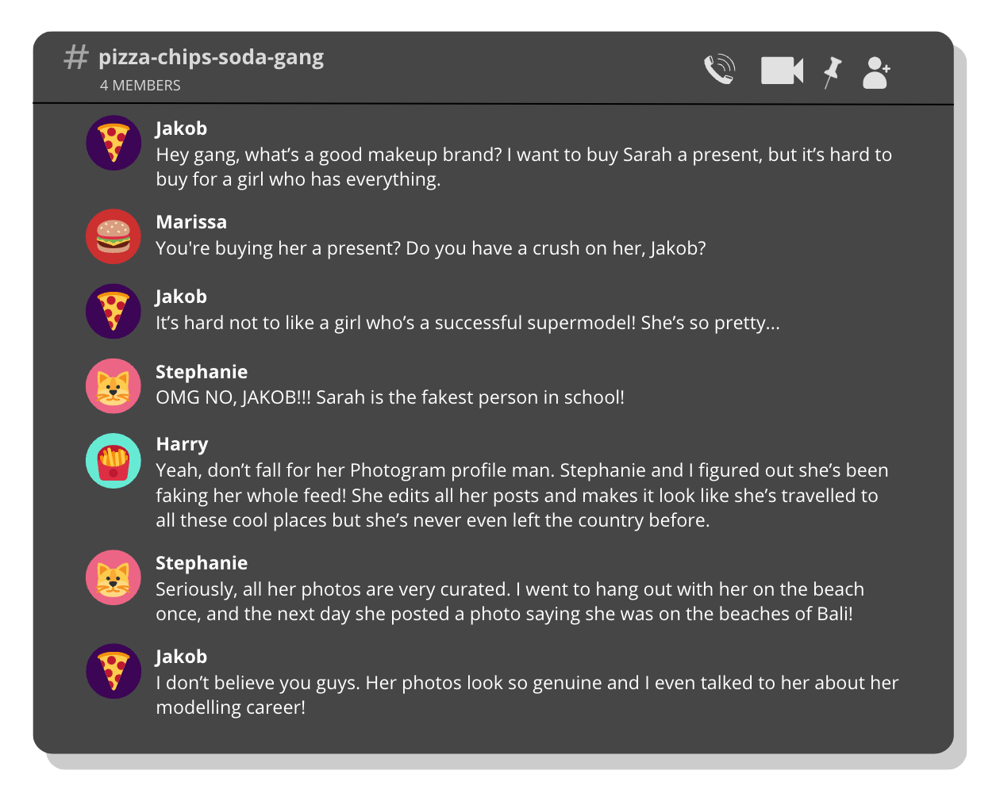 # pizza-chips-soda-gang
4 MEMBERS
Jakob
Hey gang, what’s a good makeup brand? I want to buy Sarah a present, but it’s hard to
buy for a girl who has everything.
Marissa
You're buying her a present? Do you have a crush on her, Jakob?
Jakob
It’s hard not to like a girl who’s a successful supermodel! She’s so pretty...
Stephanie
OMG NO, JAKOB!!! Sarah is the fakest person in school!
Harry
Yeah, don’t fall for her Photogram profile man. Stephanie and I figured out she’s been
faking her whole feed! She edits all her posts and makes it look like she’s travelled to
all these cool places but she’s never even left the country before.
Stephanie
Seriously, all her photos are very curated. I went to hang out with her on the beach
once, and the next day she posted a photo saying she was on the beaches of Bali!
Jakob
I don’t believe you guys. Her photos look so genuine and I even talked to her about her
modelling career!